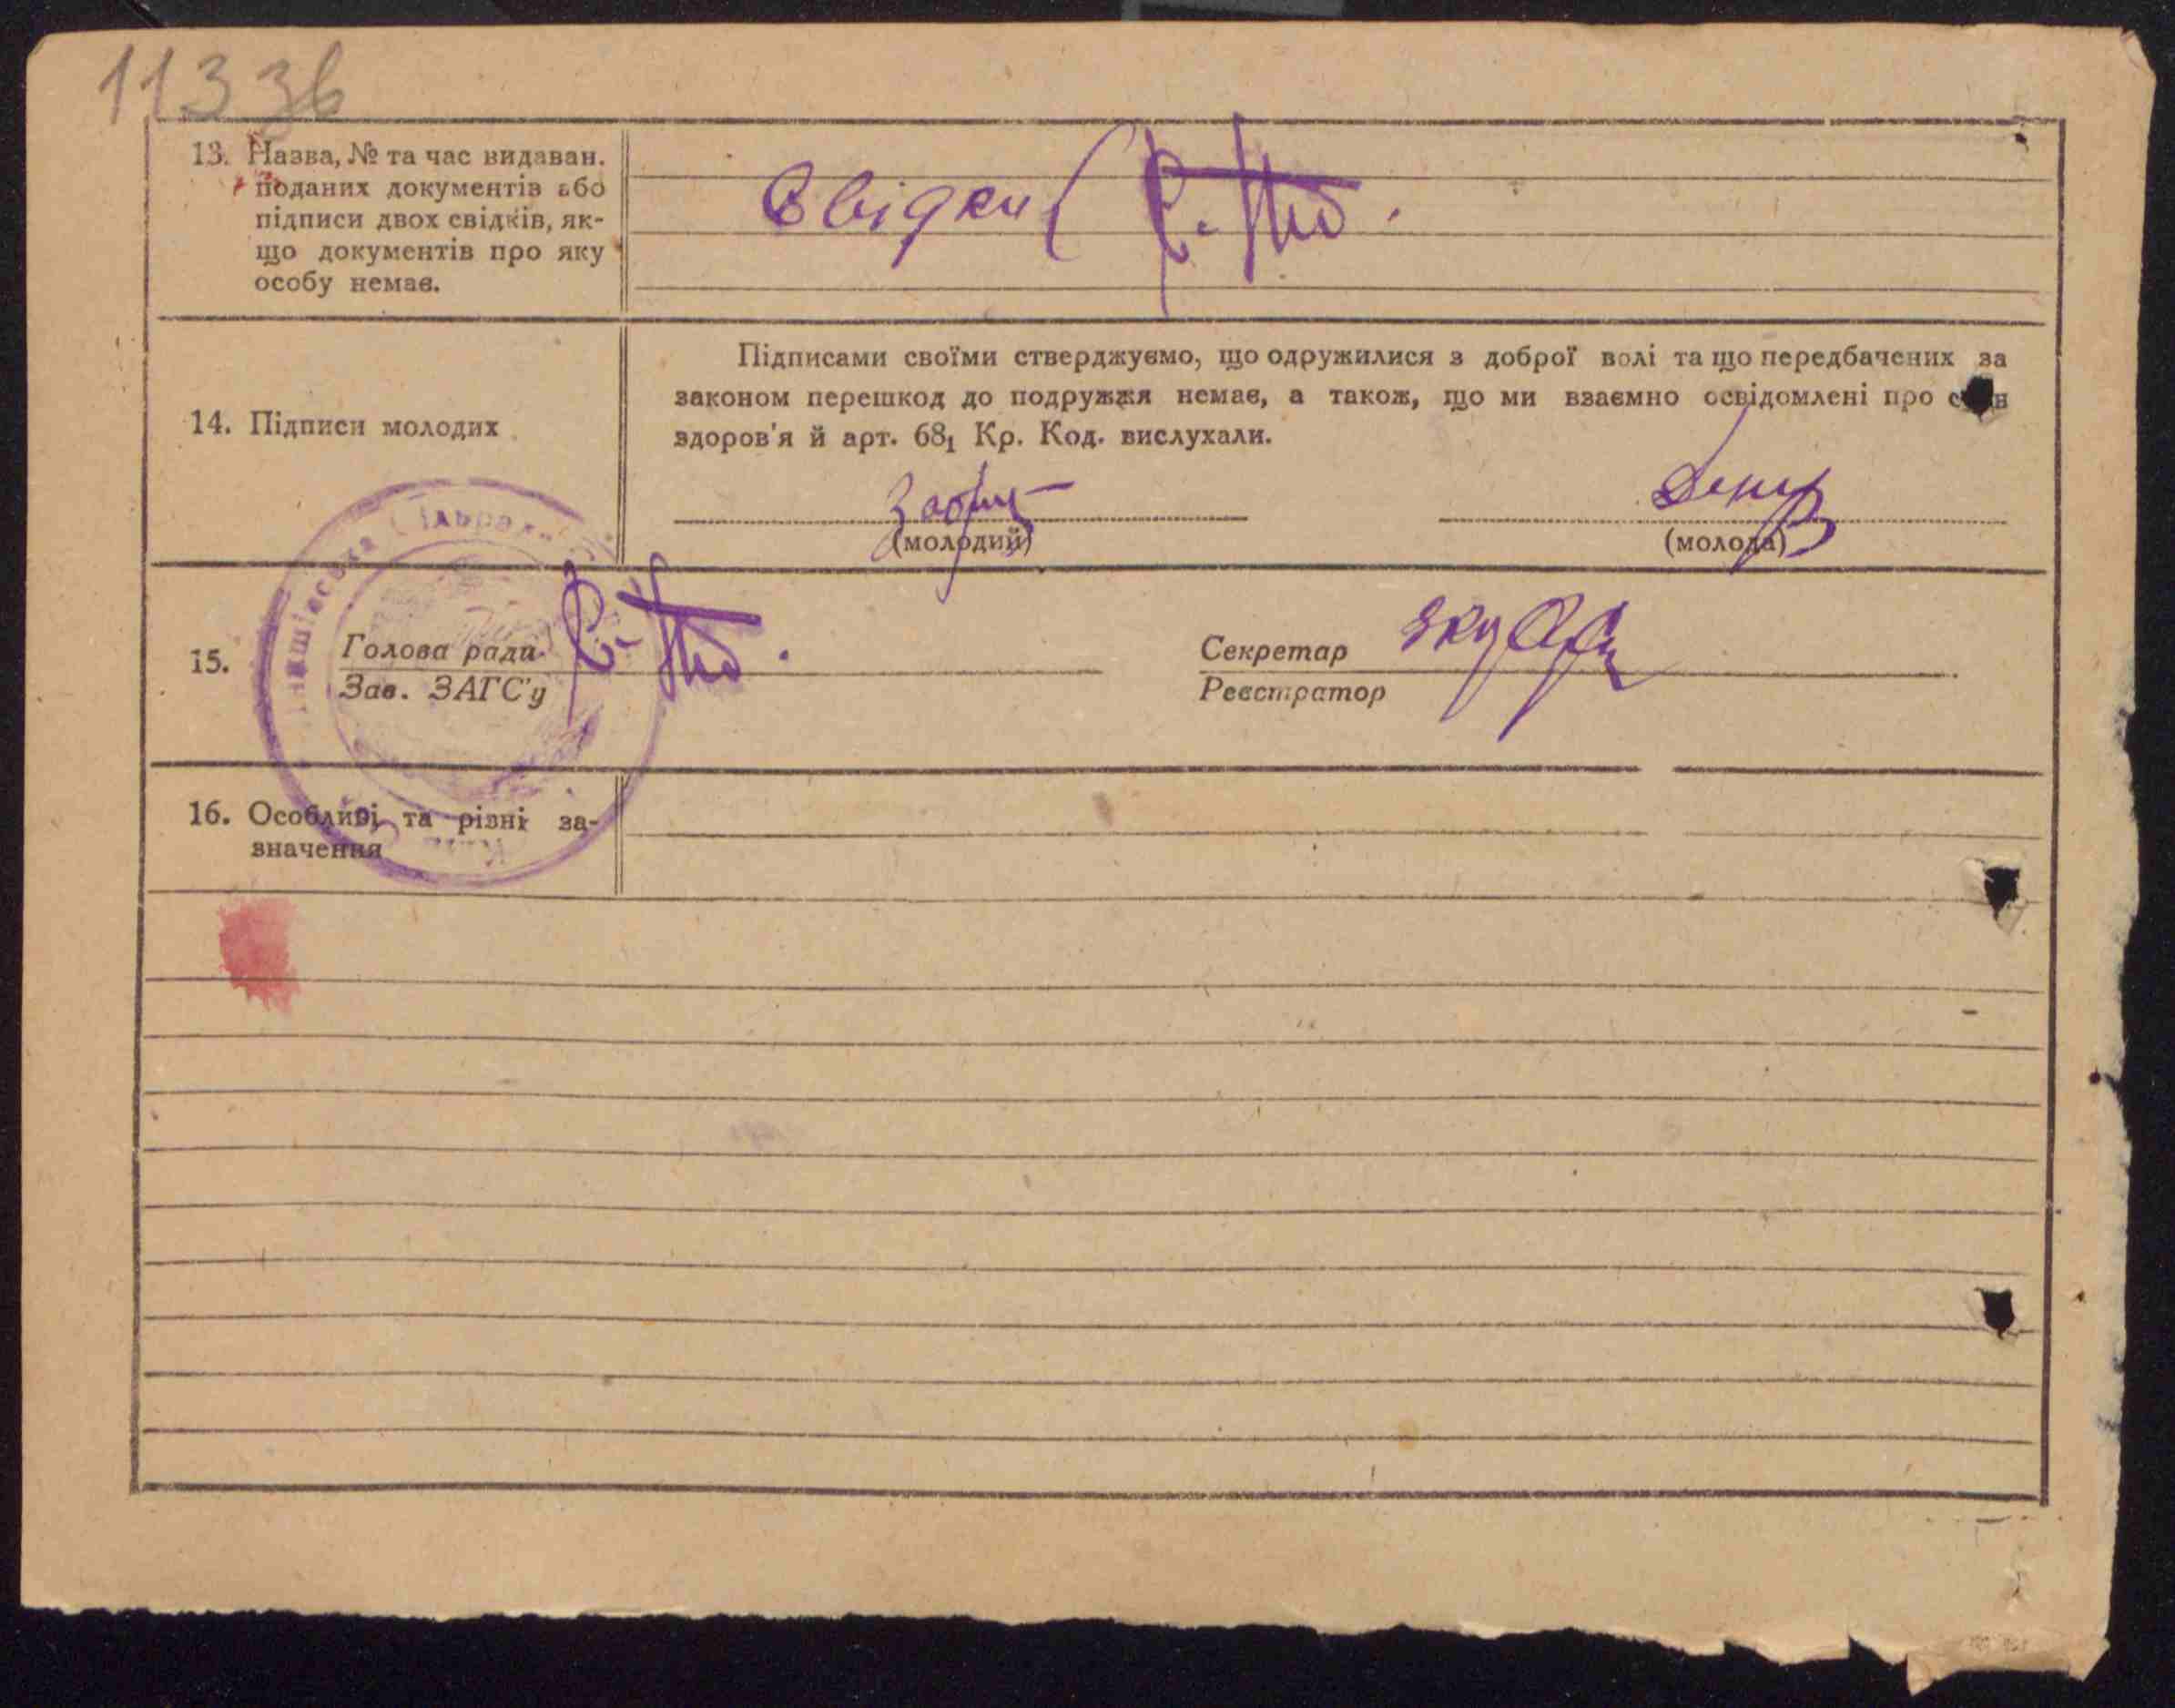 113 зв
13. Назва, № та час видаван.
поданих документів або
підписи двох свідків, як-
що документів про яку
особу немає.
Свідки
14. Підписи молодих
Підписами своїми стверджуємо, що одружилися з доброї волі та що передбачених за
законом перешкод до подружжя немає, а також, що ми взаємно освідомлені про с н
здоров'я й арт. 68₁ Кр. Код. вислухали.
(молодий)
(молода)
15.
Голова ради
Зав. ЗАГС'у
Секретар
Реєстратор
16. Особливі та різні за-
значення